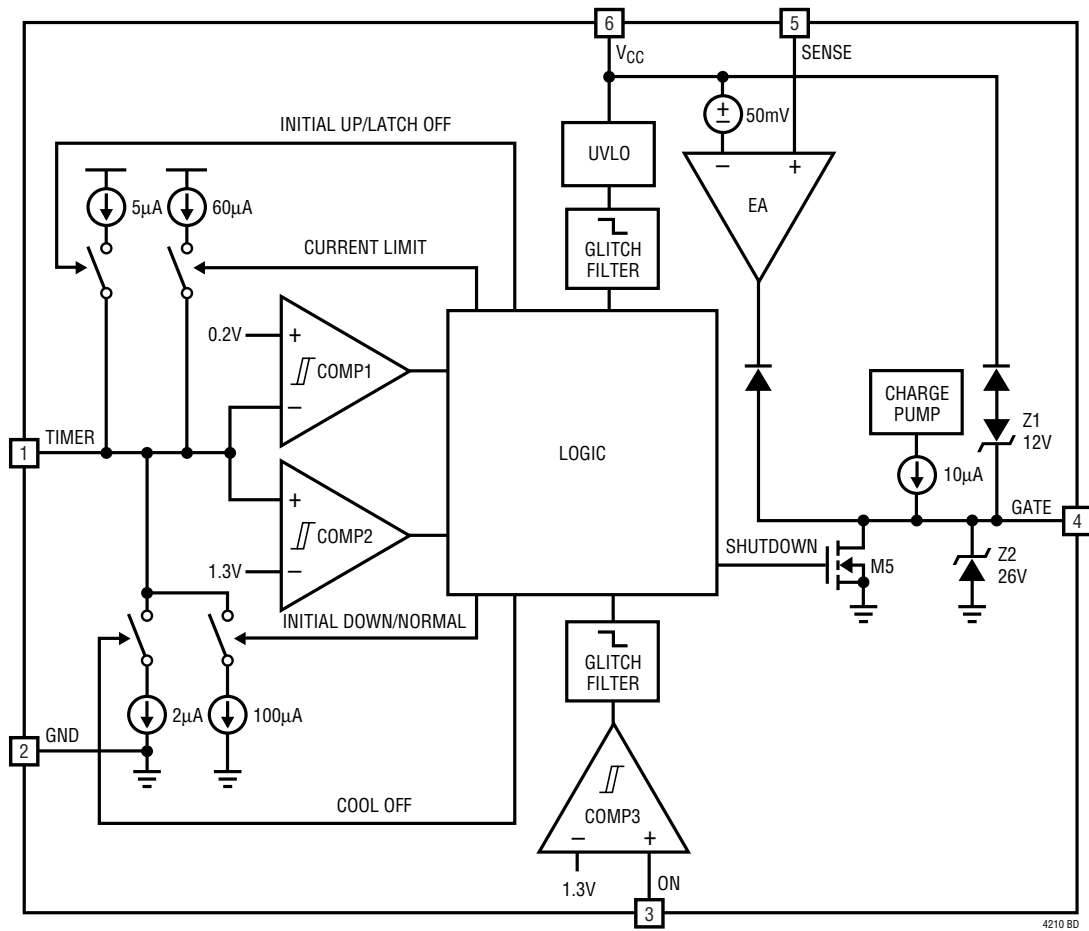 6
5
VCC
SENSE
50mV
INITIAL UP/LATCH OFF
UVLO
− +
EA
5µA
60µA
GLITCH
FILTER
CURRENT LIMIT
0.2V
+
COMP1
−
CHARGE
PUMP
Z1
12V
1
TIMER
LOGIC
10µA
+
COMP2
GATE
4
1.3V
−
SHUTDOWN
M5
Z2
26V
INITIAL DOWN/NORMAL
GLITCH
FILTER
2µA
100µA
2
GND
COOL OFF
COMP3
− +
1.3V
ON
3
4210 BD